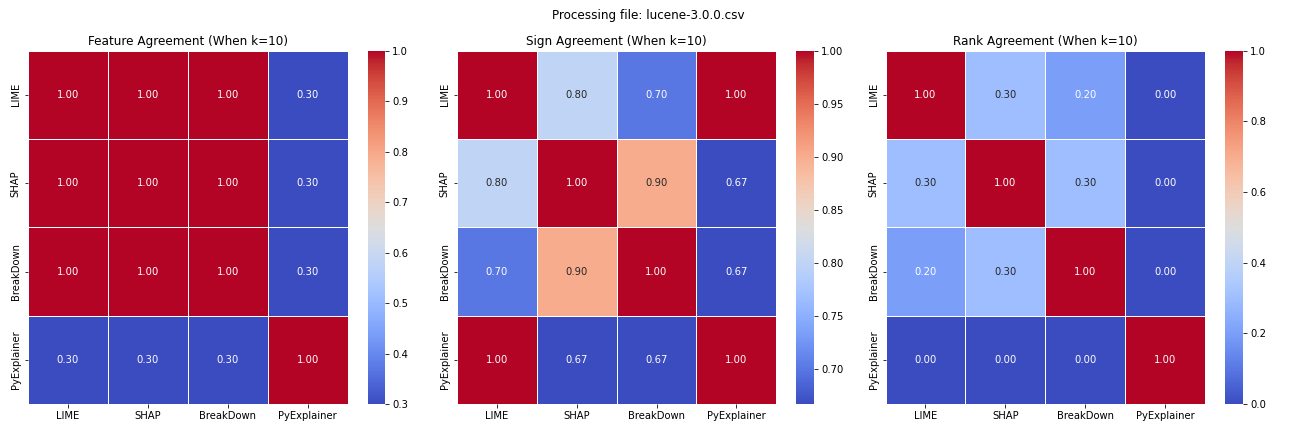 Processing file: lucene-3.0.0.csv
Feature Agreement (When k=10)
LIME
SHAP
BreakDown
PyExplainer
1.00 1.00 1.00 0.30
1.00 1.00 1.00 0.30
1.00 1.00 1.00 0.30
0.30 0.30 0.30 1.00
LIME SHAP BreakDown PyExplainer
1.0
0.9
0.8
0.7
0.6
0.5
0.4
0.3
Sign Agreement (When k=10)
LIME
SHAP
BreakDown
PyExplainer
1.00 0.80 0.70 1.00
0.80 1.00 0.90 0.67
0.70 0.90 1.00 0.67
1.00 0.67 0.67 1.00
LIME SHAP BreakDown PyExplainer
1.00
0.95
0.90
0.85
0.80
0.75
0.70
Rank Agreement (When k=10)
LIME
SHAP
BreakDown
PyExplainer
1.00 0.30 0.20 0.00
0.30 1.00 0.30 0.00
0.20 0.30 1.00 0.00
0.00 0.00 0.00 1.00
LIME SHAP BreakDown PyExplainer
1.0
0.8
0.6
0.4
0.2
0.0